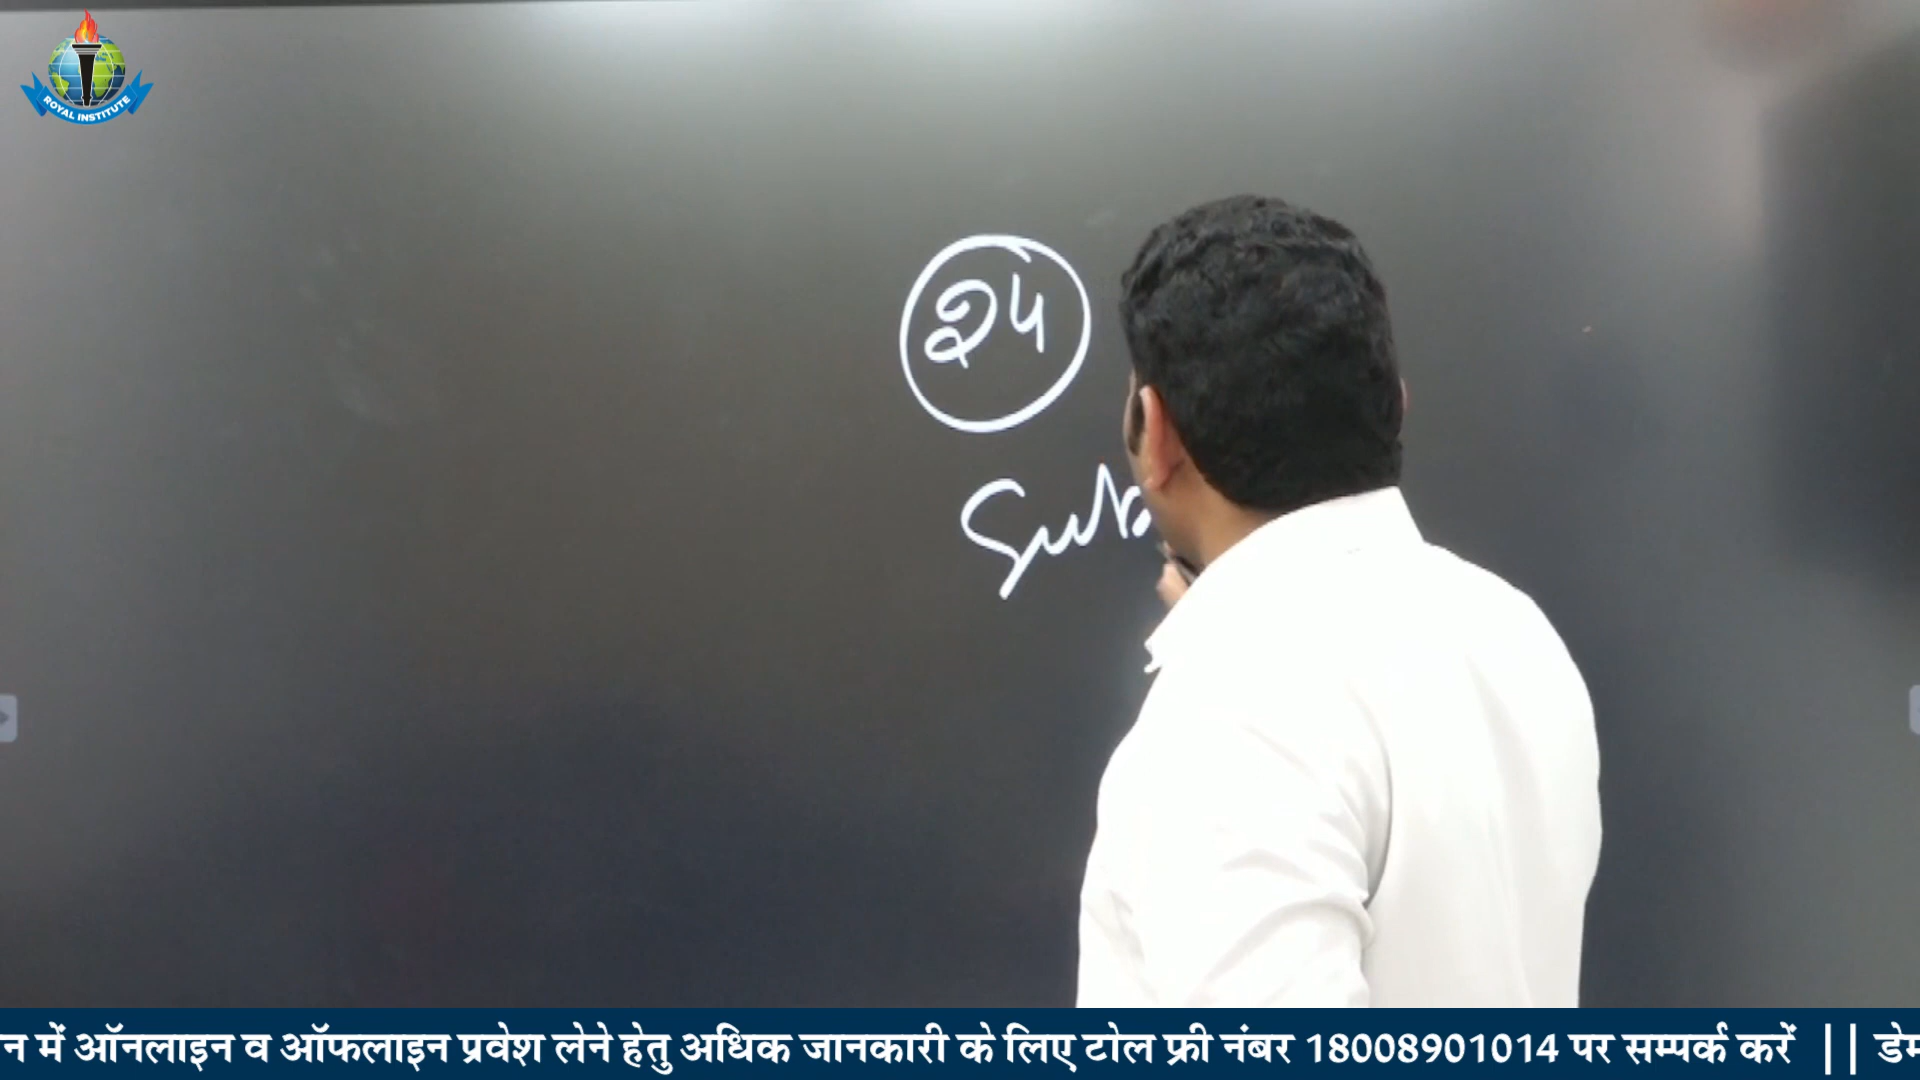 ROYAL INSTITUTE
२५
Sub
न में ऑनलाइन व ऑफलाइन प्रवेश लेने हेतु अधिक जानकारी के लिए टोल फ्री नंबर 18008901014 पर सम्पर्क करें || डेम